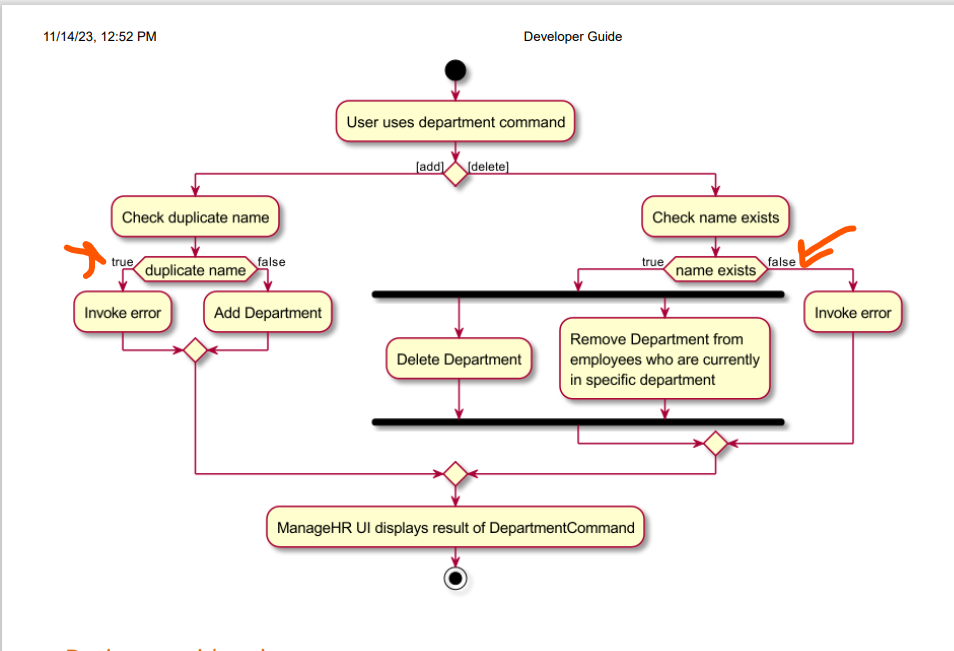 11/14/23, 12:52 PM
Developer Guide
User uses department command
[add]
[delete]
Check duplicate name
Check name exists
true
duplicate name
false
true
name exists
false
Invoke error
Add Department
Delete Department
Remove Department from
employees who are currently
in specific department
Invoke error
ManageHR UI displays result of DepartmentCommand